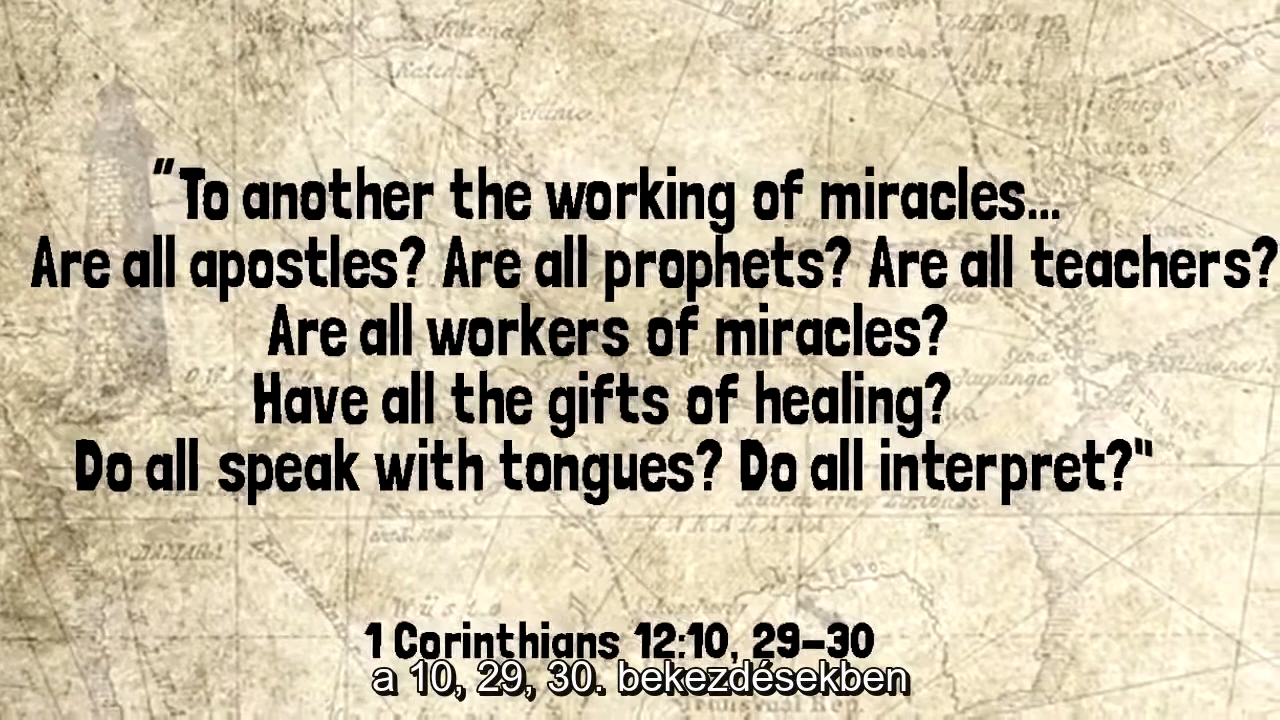 “To another the working of miracles...
Are all apostles? Are all prophets? Are all teachers?
Are all workers of miracles?
Have all the gifts of healing?
Do all speak with tongues? Do all interpret?"
1 Corinthians 12:10, 29–30
a 10, 29, 30. bekezdésekben